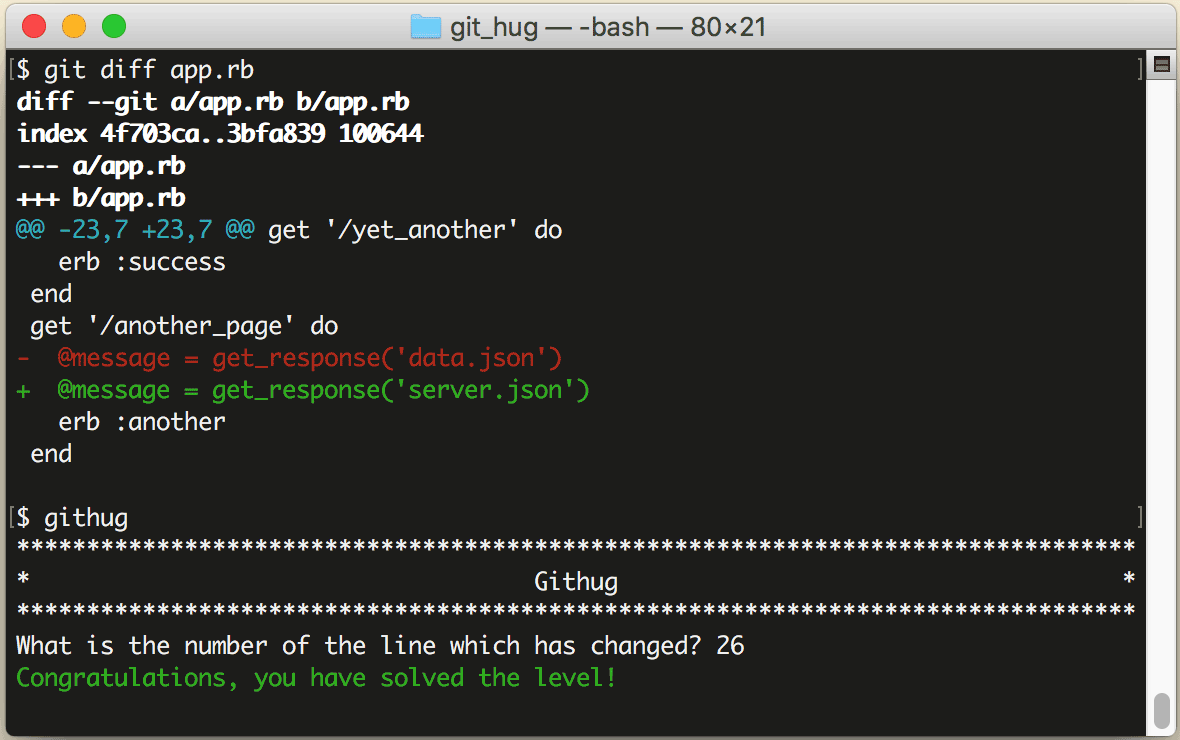 git_hug — -bash — 80×21
[$ git diff app.rb ]
diff --git a/app.rb b/app.rb
index 4f703ca..3bfa839 100644
--- a/app.rb
+++ b/app.rb
@@ -23,7 +23,7 @@ get '/yet_another' do
   erb :success
 end
 get '/another_page' do
-  @message = get_response('data.json')
+  @message = get_response('server.json')
   erb :another
 end
[$ githug ]
********************************************************************************
*                                    Githug                                    *
********************************************************************************
What is the number of the line which has changed? 26
Congratulations, you have solved the level!